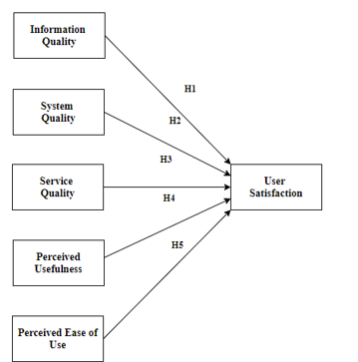 Information
Quality
H1
System
Quality
H2
H3
Service
Quality
User
Satisfaction
H4
Perceived
Usefulness
H5
Perceived Ease of
Use